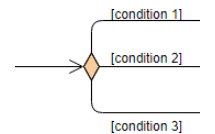 [condition 1]
[condition 2]
[condition 3]